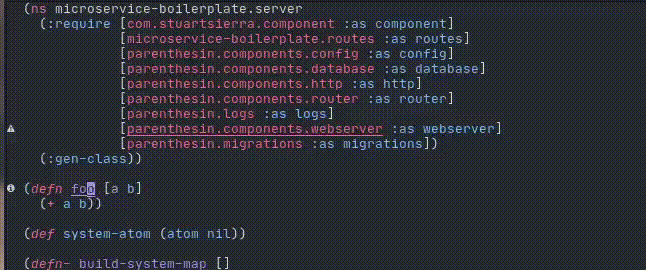 (ns microservice-boilerplate.server
  (:require [com.stuartsierra.component :as component]
            [microservice-boilerplate.routes :as routes]
            [parenthesin.components.config :as config]
            [parenthesin.components.database :as database]
            [parenthesin.components.http :as http]
            [parenthesin.components.router :as router]
            [parenthesin.logs :as logs]
            [parenthesin.components.webserver :as webserver]
            [parenthesin.migrations :as migrations])
  (:gen-class))
(defn foo [a b]
  (+ a b))
(def system-atom (atom nil))
(defn- build-system-map []